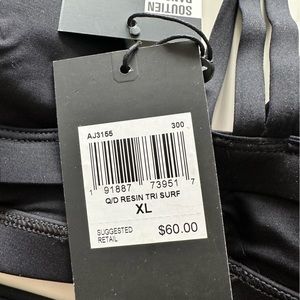 SOUTIEN
AJ3155 300
1 91887 73951 7
Q/D RESIN TRI SURF
XL
SUGGESTED
RETAIL $60.00